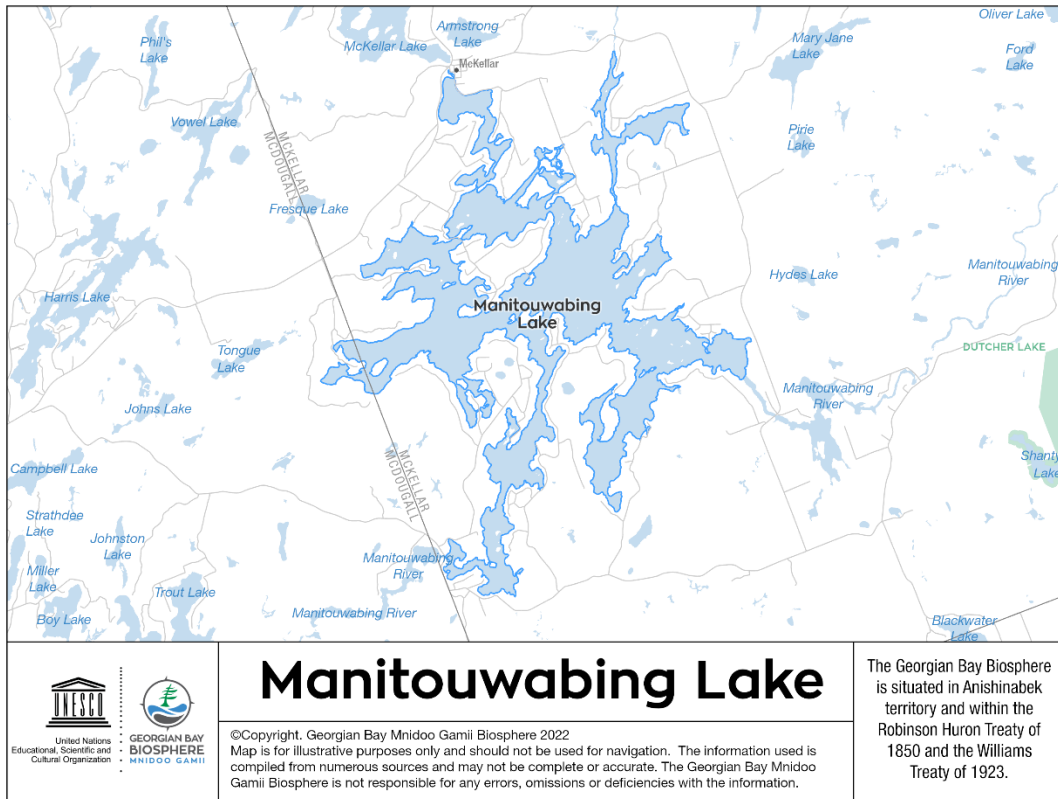 Oliver Lake
Phil's
Lake
McKellar Lake
Armstrong
Lake
Mary Jane
Lake
Ford
Lake
McKellar
Vowel Lake
MCKELLAR
MCDOUGALL
Pirie
Lake
Fresque Lake
Harris Lake
Manitouwabing
Lake
Hydes Lake
Manitouwabing
River
Tongue
Lake
DUTCHER LAKE
Johns Lake
Manitouwabing
River
Campbell Lake
MCKELLAR
MCDOUGALL
Shanty
Lake
Strathdee
Lake
Johnston
Lake
Manitouwabing
River
Miller
Lake
Trout Lake
Boy Lake
Manitouwabing River
Blackwater
Lake
UNESCO
United Nations
Educational, Scientific and
Cultural Organization
GEORGIAN BAY
BIOSPHERE
MNIDOO GAMII
Manitouwabing Lake
©Copyright. Georgian Bay Mnidoo Gamii Biosphere 2022
Map is for illustrative purposes only and should not be used for navigation. The information used is
compiled from numerous sources and may not be complete or accurate. The Georgian Bay Mnidoo
Gamii Biosphere is not responsible for any errors, omissions or deficiencies with the information.
The Georgian Bay Biosphere
is situated in Anishinabek
territory and within the
Robinson Huron Treaty of
1850 and the Williams
Treaty of 1923.